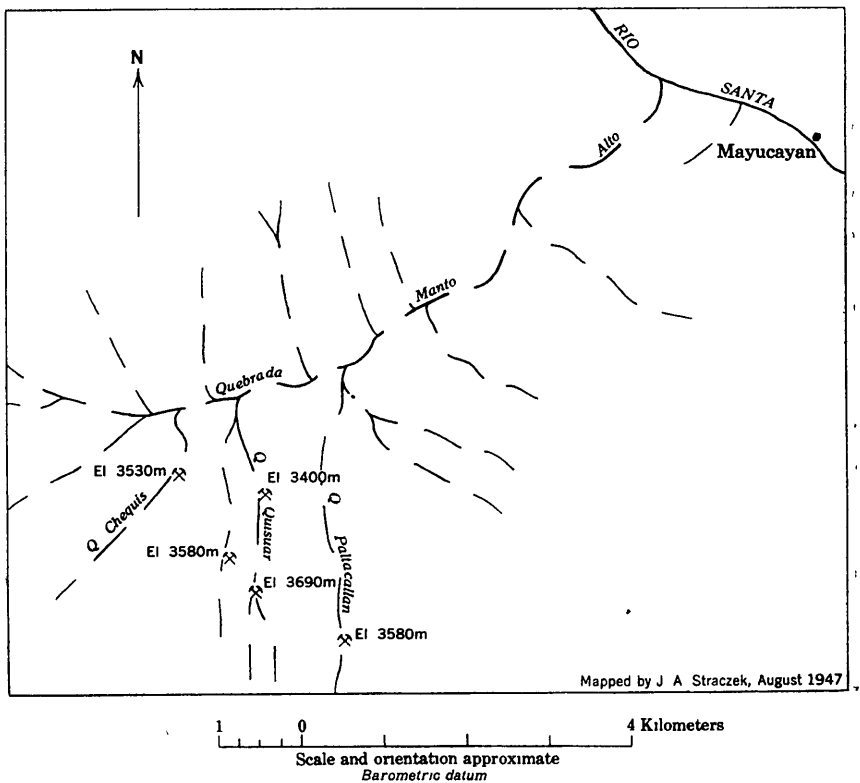 N
RIO
SANTA
Mayucayan
Alto
Manto
Quebrada
Q
El 3530m
El 3400m
Q Chequis
Quisuar
Q
El 3580m
Paltacallan
El 3690m
El 3580m
Mapped by J A Straczek, August 1947
1 0 4 Kilometers
Scale and orientation approximate
Barometric datum